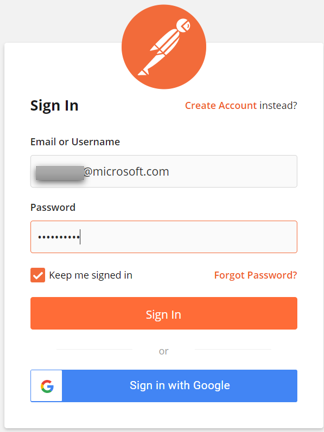 Sign In
Create Account instead?
Email or Username
@microsoft.com
Password
••••••••••
Keep me signed in
Forgot Password?
Sign In
or
G
Sign in with Google